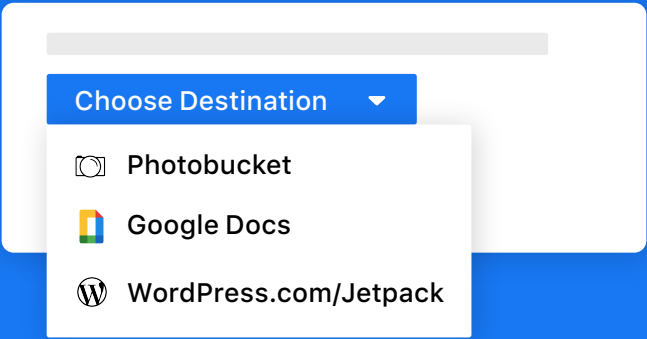 Choose Destination
Photobucket
Google Docs
WordPress.com/Jetpack